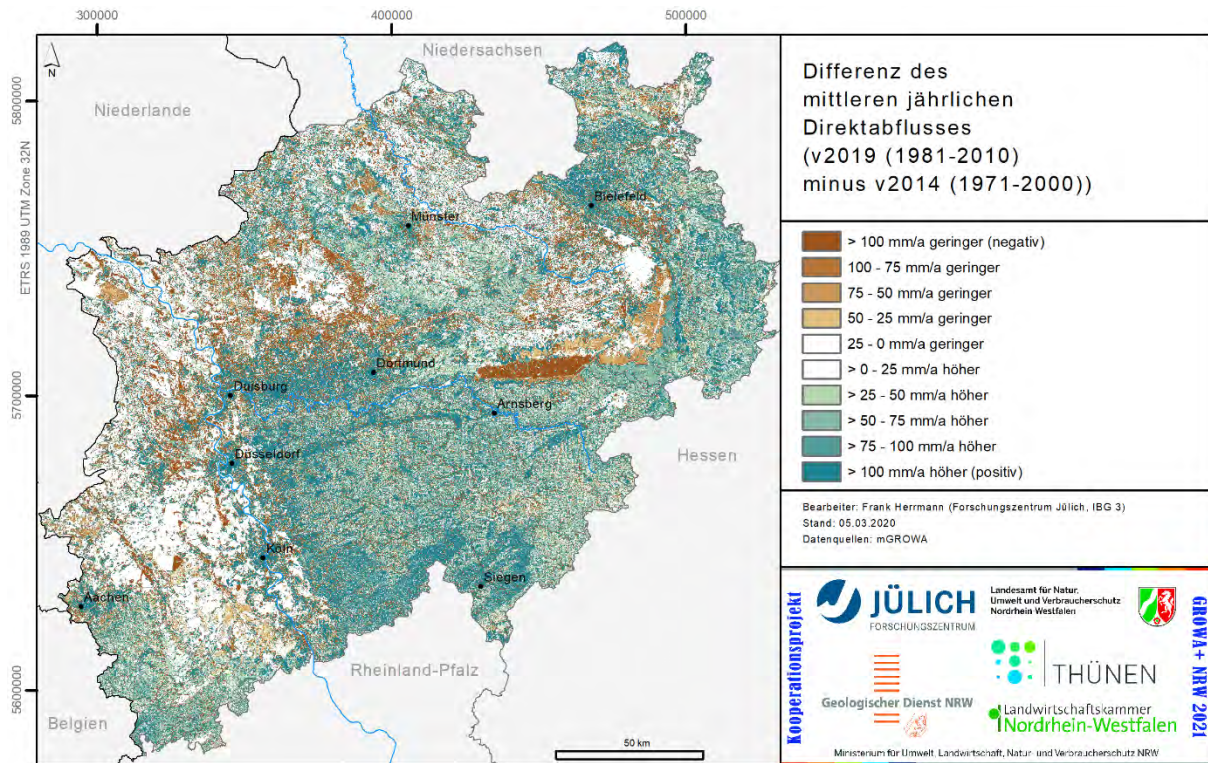 300000
400000
500000
5800000
5700000
5600000
ETRS 1989 UTM Zone 32N
N
Niederlande
Niedersachsen
Bielefeld
Münster
Dortmund
Duisburg
Arnsberg
Düsseldorf
Hessen
Köln
Siegen
Aachen
Rheinland-Pfalz
Belgien
50 km
Differenz des
mittleren jährlichen
Direktabflusses
(v2019 (1981-2010)
minus v2014 (1971-2000))
> 100 mm/a geringer (negativ)
100 - 75 mm/a geringer
75 - 50 mm/a geringer
50 - 25 mm/a geringer
25 - 0 mm/a geringer
> 0 - 25 mm/a höher
> 25 - 50 mm/a höher
> 50 - 75 mm/a höher
> 75 - 100 mm/a höher
> 100 mm/a höher (positiv)
Bearbeiter: Frank Herrmann (Forschungszentrum Jülich, IBG 3)
Stand: 05.03.2020
Datenquellen: mGROWA
Kooperationsprojekt
JÜLICH
FORSCHUNGSZENTRUM
Landesamt für Natur,
Umwelt und Verbraucherschutz
Nordrhein-Westfalen
Geologischer Dienst NRW
THÜNEN
Landwirtschaftskammer
Nordrhein-Westfalen
GROWA+ NRW 2021
Ministerium für Umwelt, Landwirtschaft, Natur- und Verbraucherschutz NRW